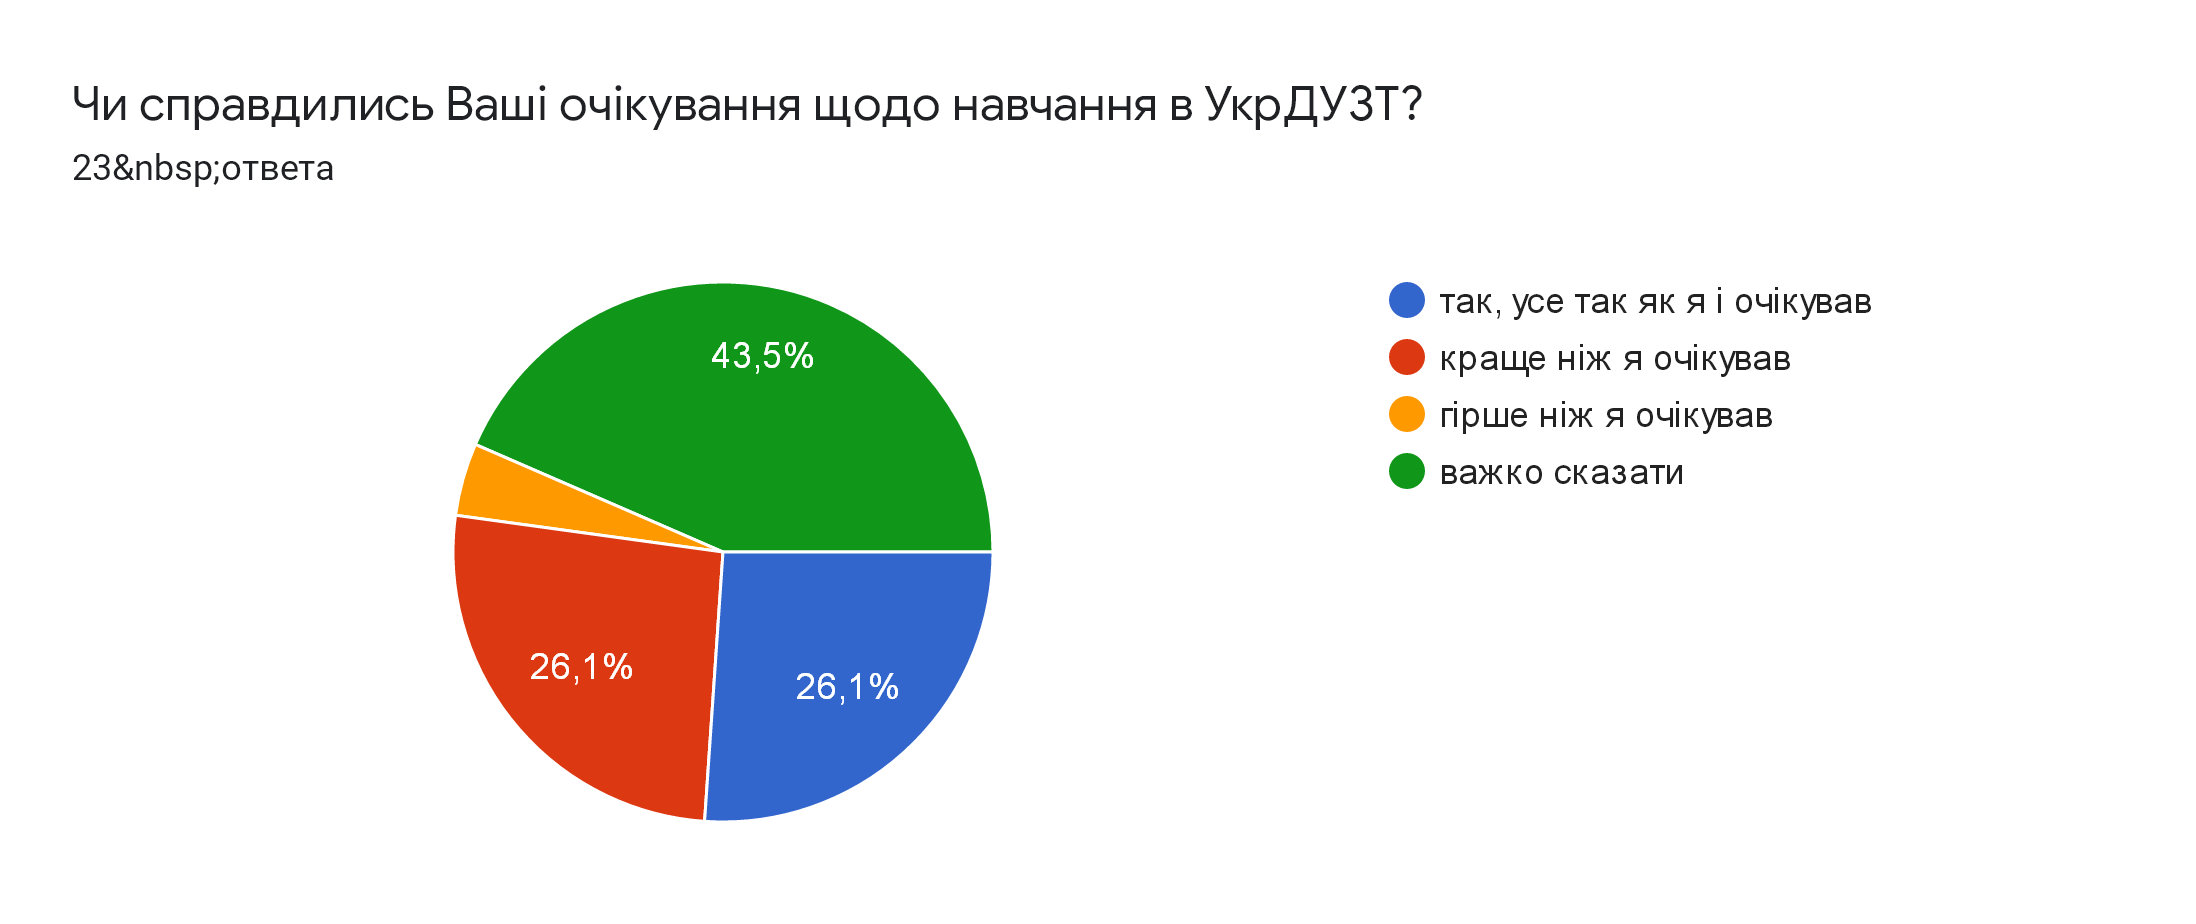 Чи справдились Ваші очікування щодо навчання в УкрДУЗТ?
23&nbsp;ответа
43,5%
26,1%
26,1%
так, усе так як я і очікував
краще ніж я очікував
гірше ніж я очікував
важко сказати